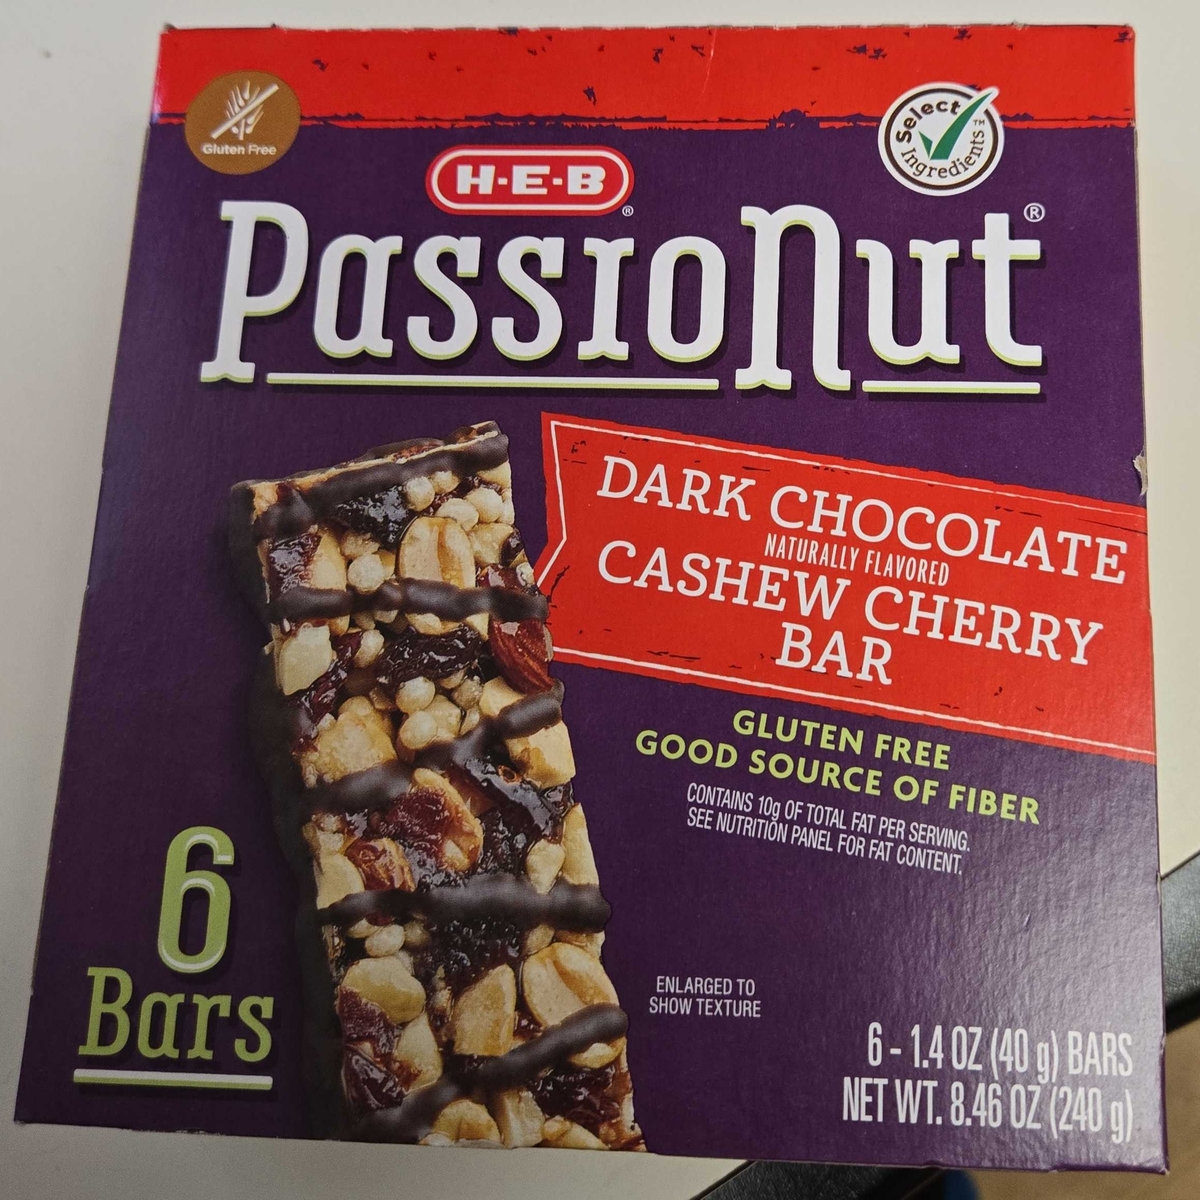 Gluten Free
Select
Ingredients™
H-E-B®
PassioNut®
DARK CHOCOLATE
NATURALLY FLAVORED
CASHEW CHERRY
BAR
GLUTEN FREE
GOOD SOURCE OF FIBER
CONTAINS 10g OF TOTAL FAT PER SERVING.
SEE NUTRITION PANEL FOR FAT CONTENT.
6
Bars
ENLARGED TO
SHOW TEXTURE
6 - 1.4 OZ (40 g) BARS
NET WT. 8.46 OZ (240 g)